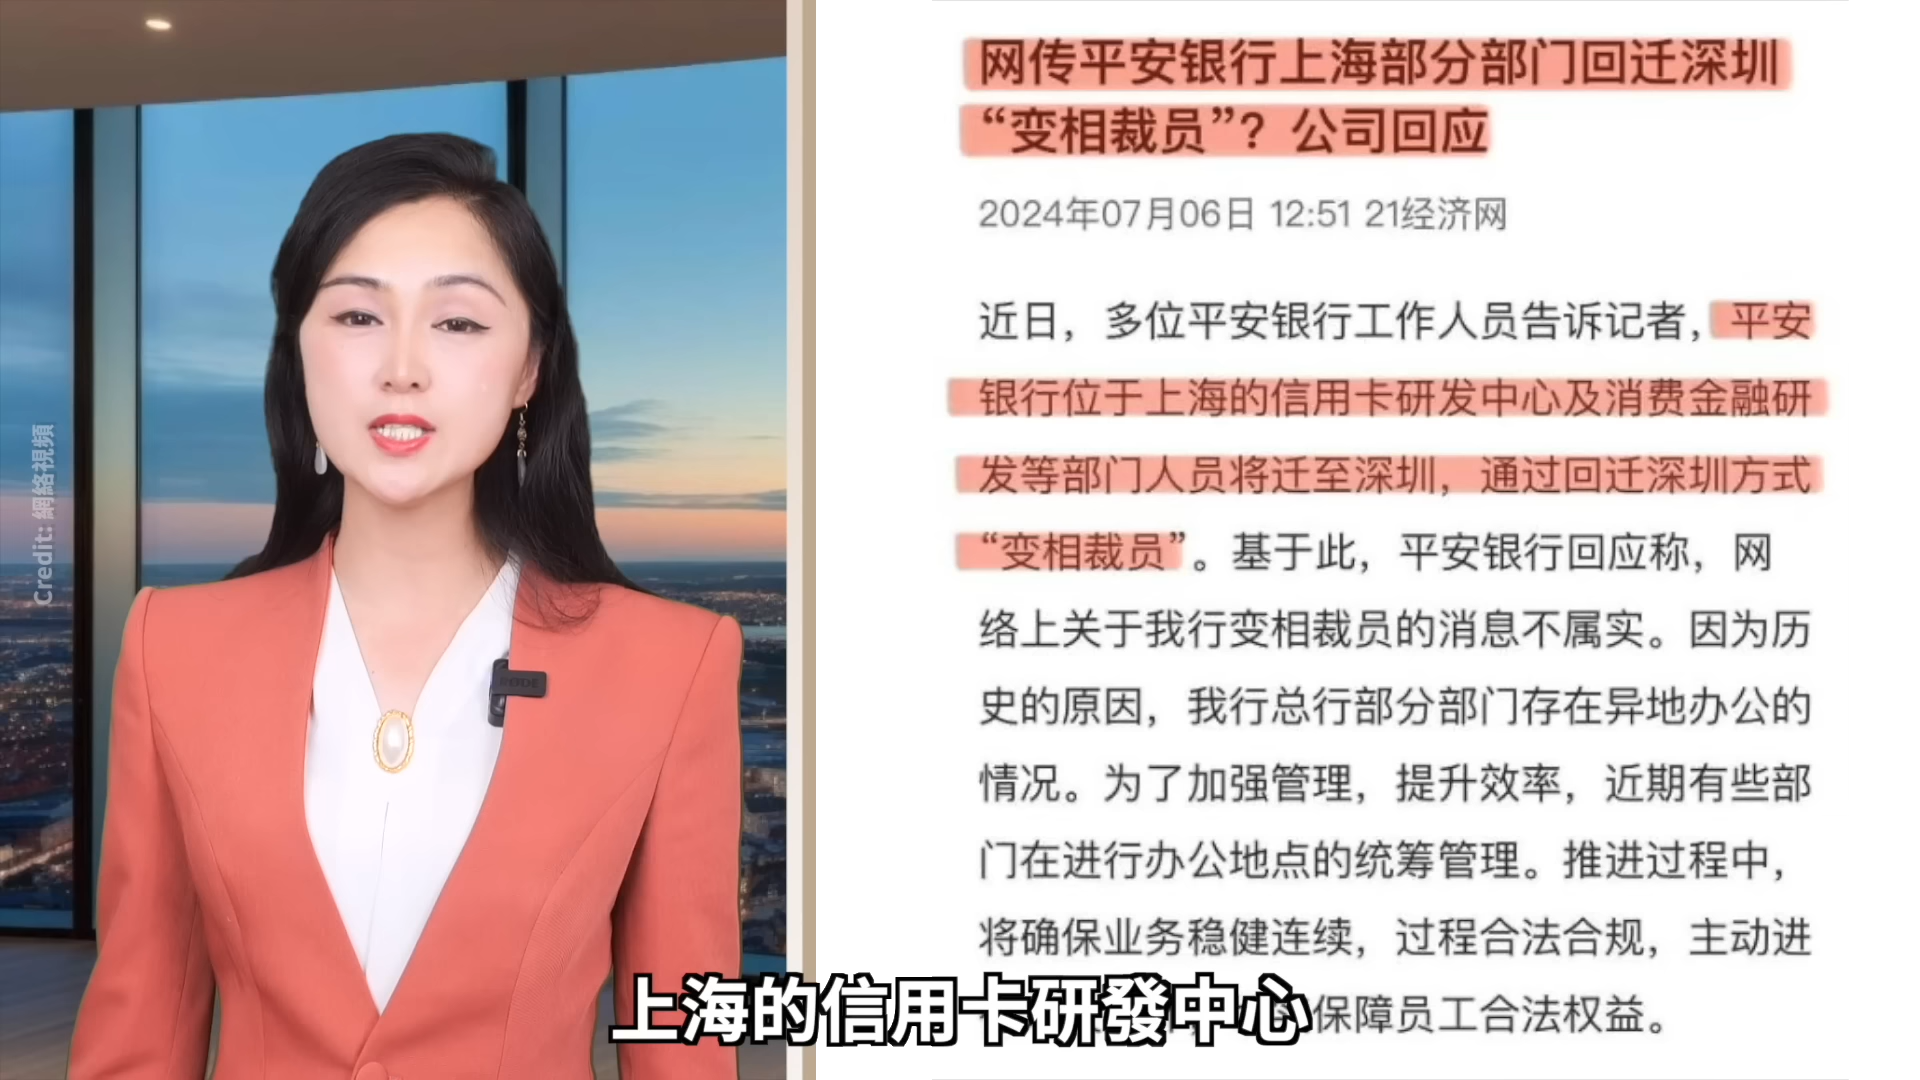 网传平安银行上海部分部门回迁深圳
“变相裁员”？公司回应
2024年07月06日 12:51 21经济网
近日，多位平安银行工作人员告诉记者，平安
银行位于上海的信用卡研发中心及消费金融研
发等部门人员将迁至深圳，通过回迁深圳方式
“变相裁员”。基于此，平安银行回应称，网
络上关于我行变相裁员的消息不属实。因为历
史的原因，我行总行部分部门存在异地办公的
情况。为了加强管理，提升效率，近期有些部
门在进行办公地点的统筹管理。推进过程中，
将确保业务稳健连续，过程合法合规，主动进
保障员工合法权益。
上海的信用卡研發中心
Credit: 網絡視頻